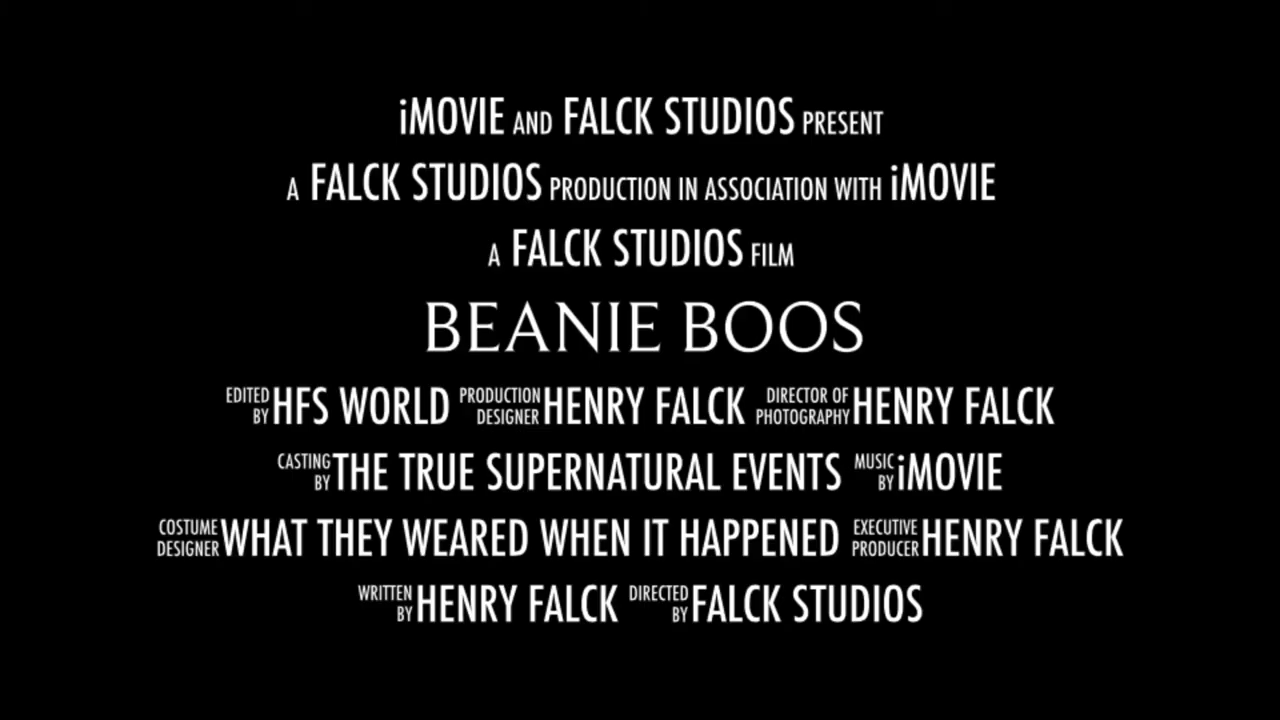 iMOVIE AND FALCK STUDIOS PRESENT
A FALCK STUDIOS PRODUCTION IN ASSOCIATION WITH iMOVIE
A FALCK STUDIOS FILM
BEANIE BOOS
EDITED BY HFS WORLD PRODUCTION DESIGNER HENRY FALCK DIRECTOR OF PHOTOGRAPHY HENRY FALCK
CASTING BY THE TRUE SUPERNATURAL EVENTS MUSIC BY iMOVIE
COSTUME DESIGNER WHAT THEY WEARED WHEN IT HAPPENED EXECUTIVE PRODUCER HENRY FALCK
WRITTEN BY HENRY FALCK DIRECTED BY FALCK STUDIOS